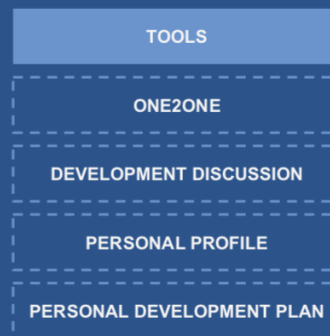 TOOLS
ONE2ONE
DEVELOPMENT DISCUSSION
PERSONAL PROFILE
PERSONAL DEVELOPMENT PLAN